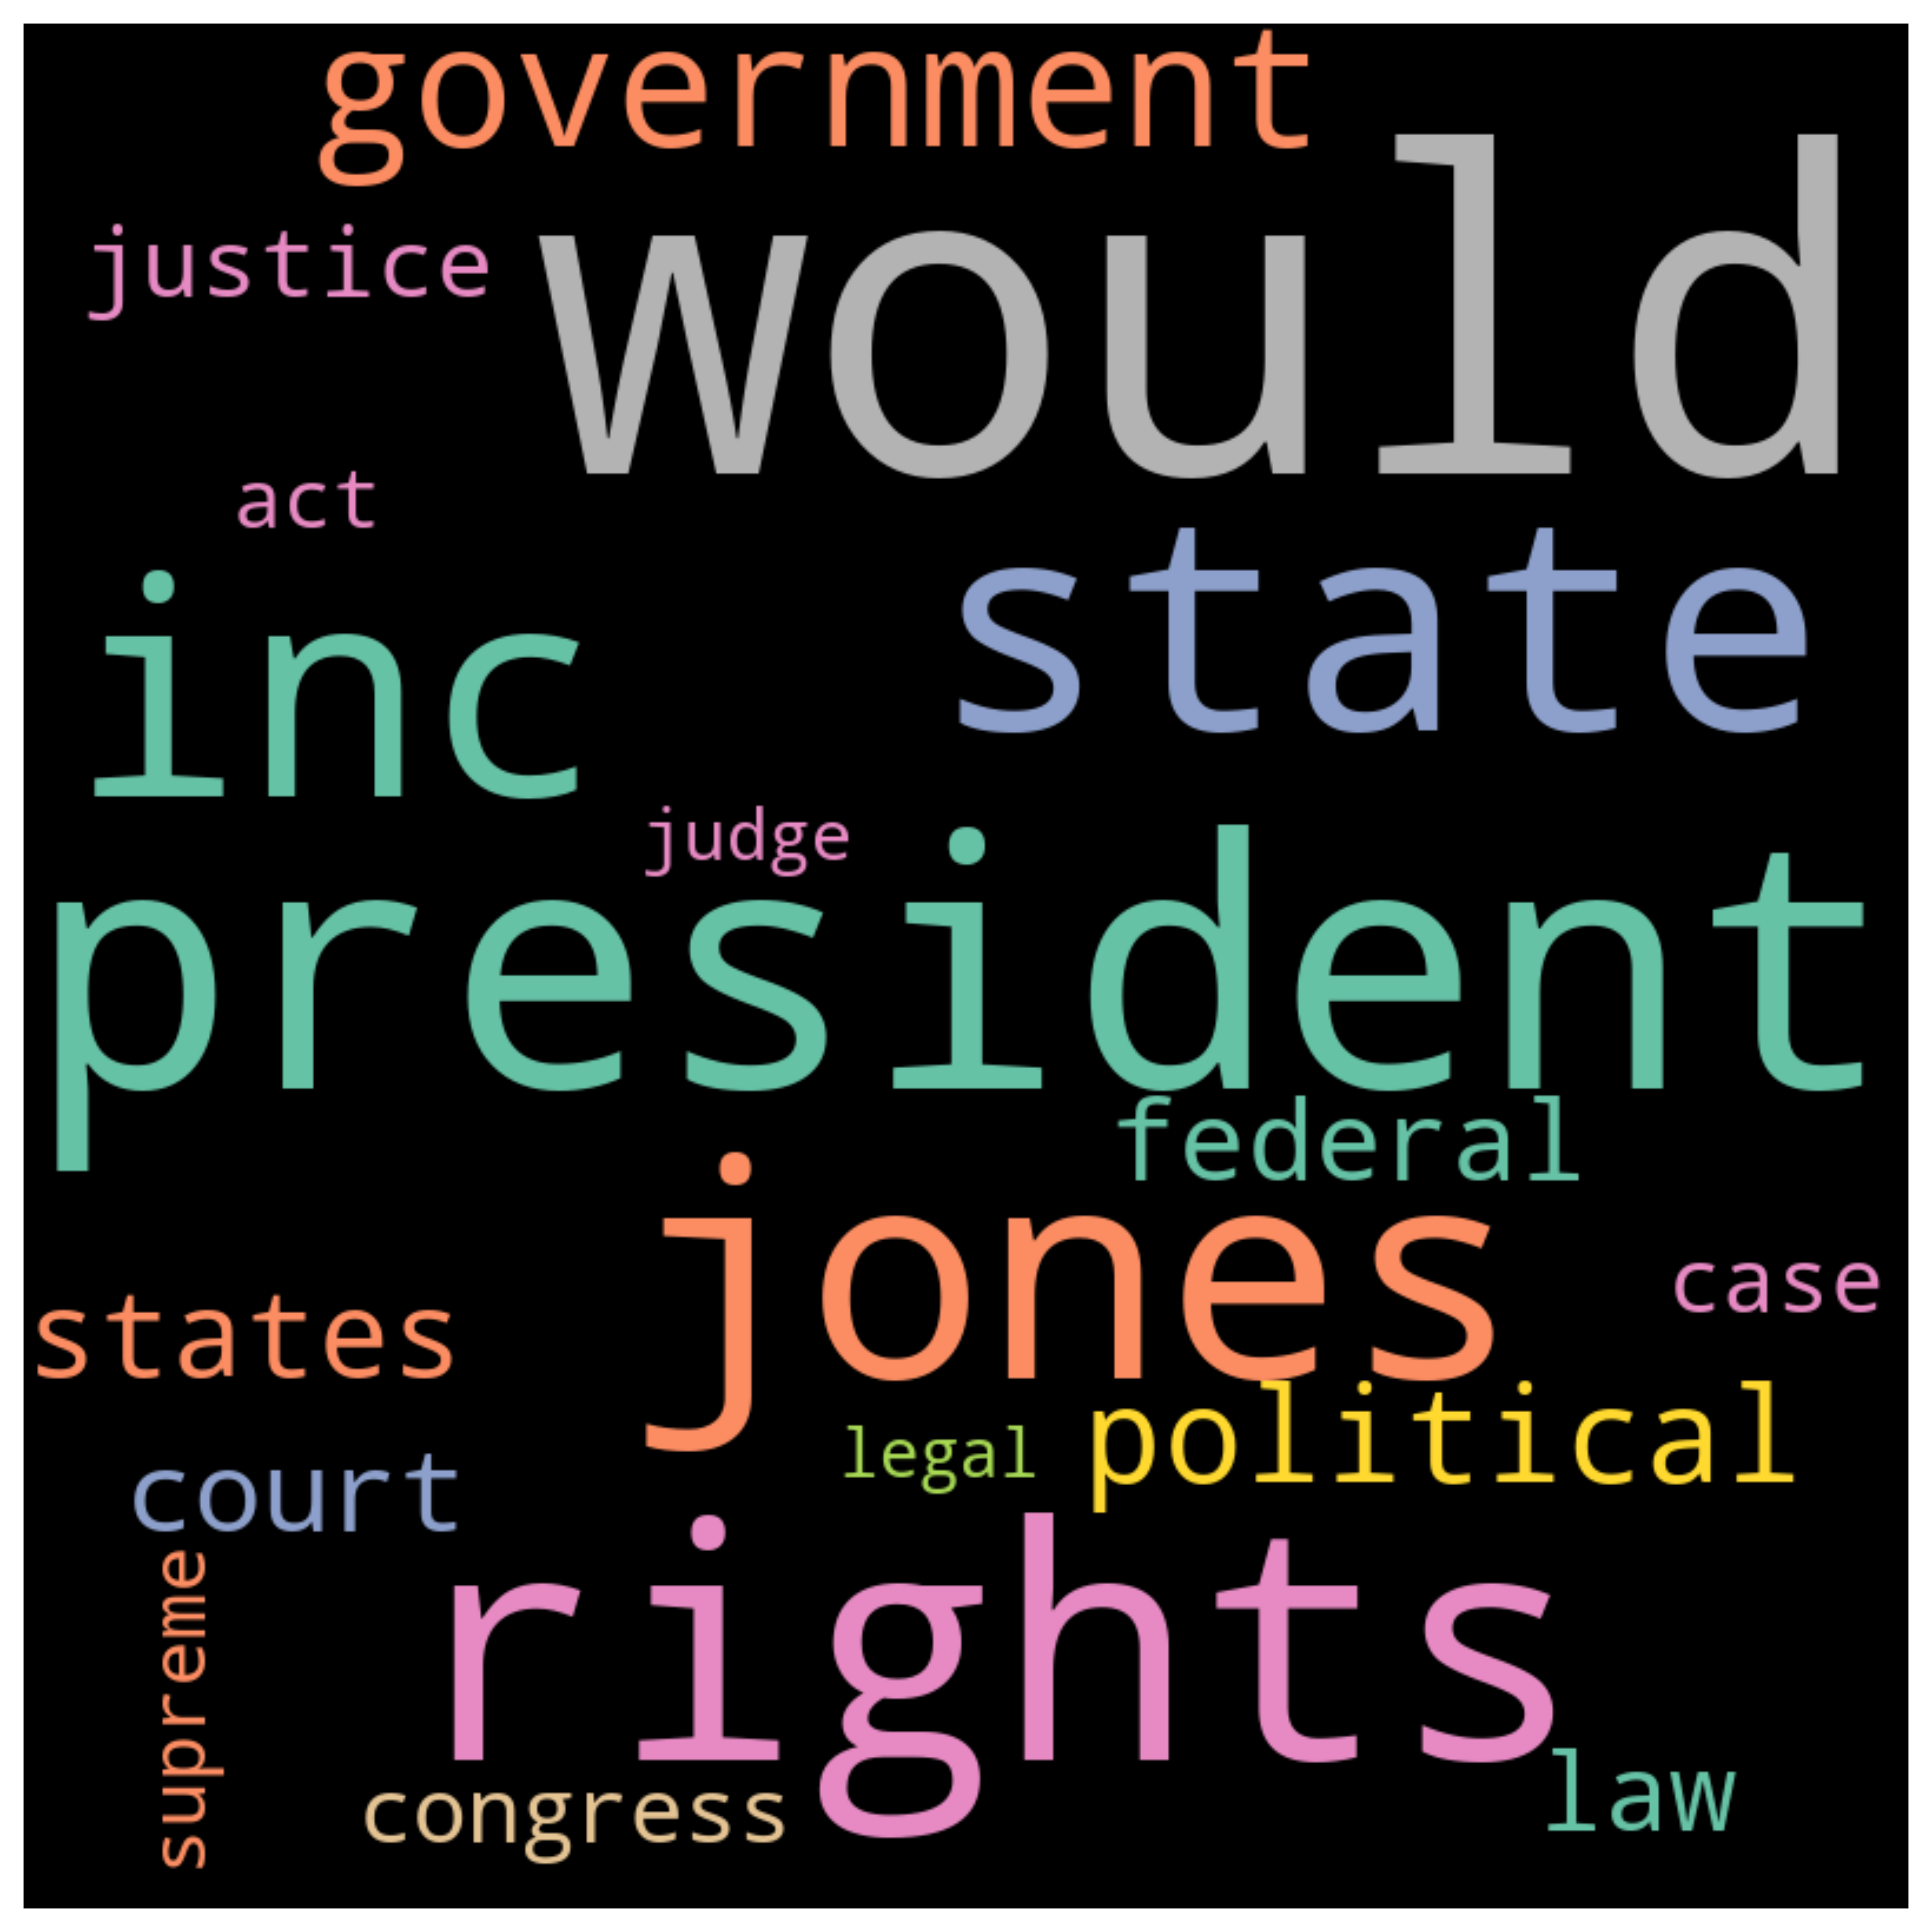 government
justice
would
act
state
inc
judge
president
federal
jones
case
states
political
legal
court
supreme
rights
law
congress